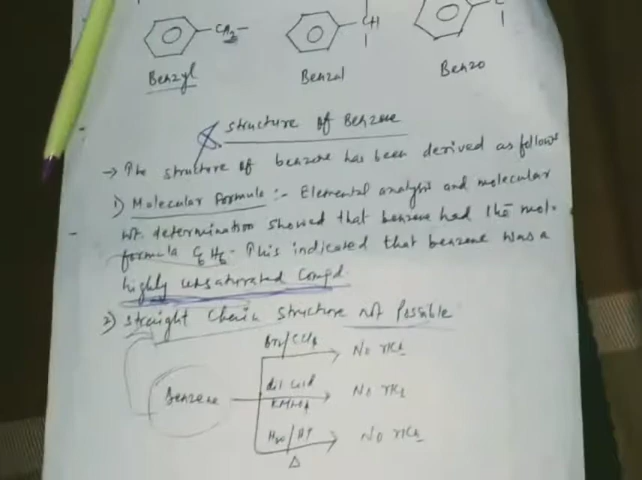 CH2-
CH
C
Benzyl
Benzal
Benzo
Structure of Benzene
→ The structure of benzene has been derived as follows
1) Molecular Formula :- Elemental analysis and molecular
wt. determination showed that benzene had the mol.
formula C6H6. This indicated that benzene was a
highly unsaturated compd.
2) Straight chain structure not possible
Benzene
Br2/CCl4
No rxn
dil cold
KMnO4
No rxn
H2O/H+
Δ
No rxn